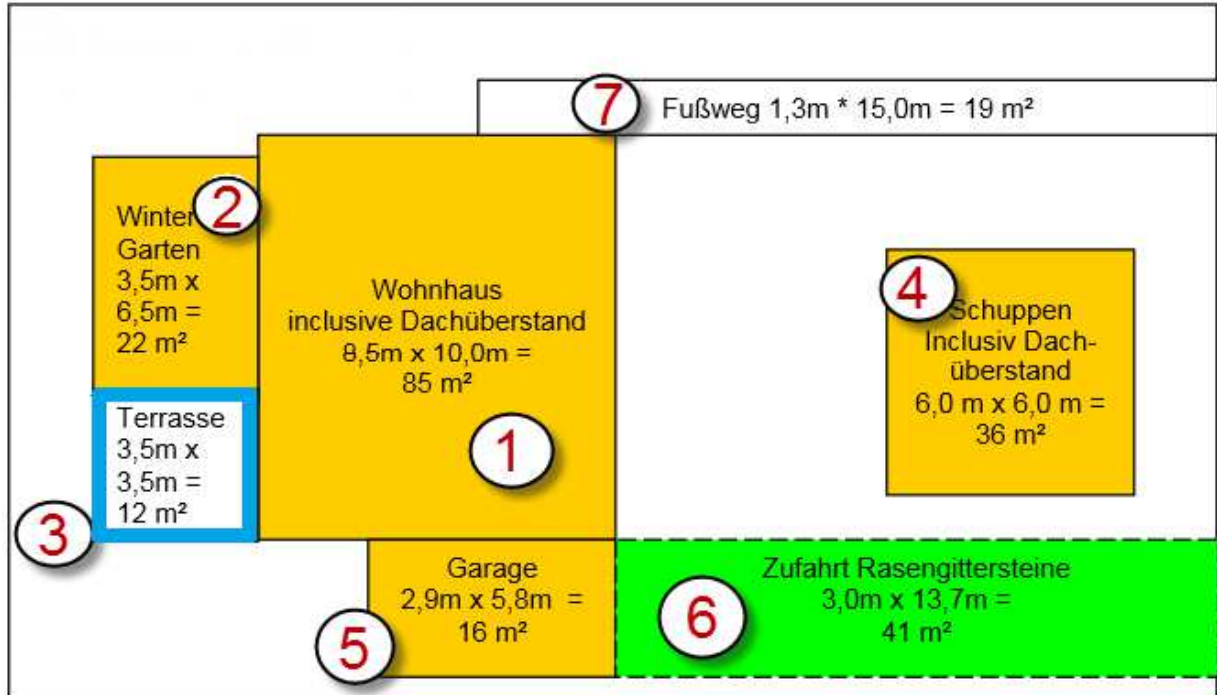 7
Fußweg 1,3m * 15,0m = 19 m²
2
Winter
Garten
3,5m x
6,5m =
22 m²
Wohnhaus
inclusive Dachüberstand
8,5m x 10,0m =
85 m²
1
4
Schuppen
Inclusiv Dach-
überstand
6,0 m x 6,0 m =
36 m²
Terrasse
3,5m x
3,5m =
12 m²
3
Garage
2,9m x 5,8m =
16 m²
5
6
Zufahrt Rasengittersteine
3,0m x 13,7m =
41 m²